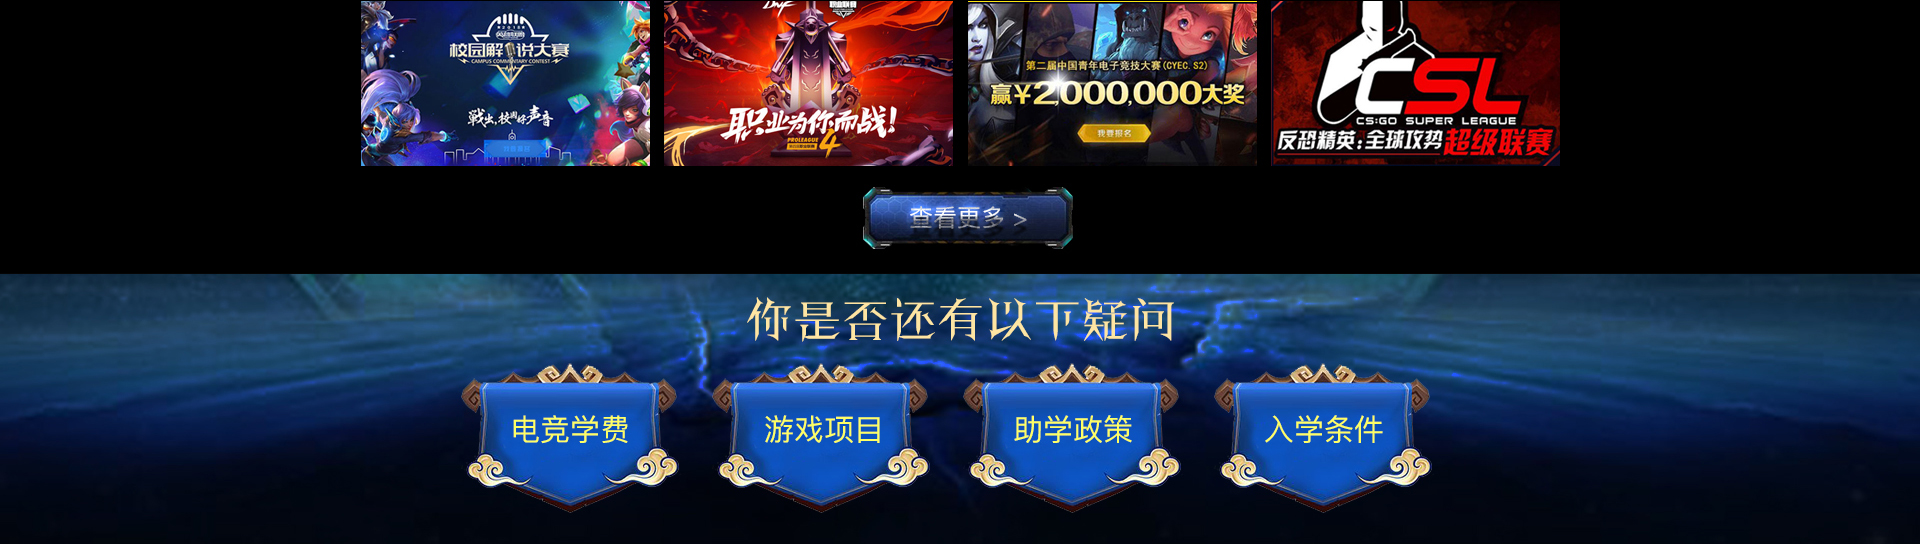 校园解说大赛
CAMPUS COMMENTARY CONTEST
战出,校园好声音
DNF
职业联赛
职业为你而战!
PROLEAGUE
4
第二届中国青年电子竞技大赛(CYEC.S2)
赢¥2,000,000大奖
我要报名
CSL
CS:GO SUPER LEAGUE
反恐精英:全球攻势超级联赛
查看更多 >
你是否还有以下疑问
电竞学费
游戏项目
助学政策
入学条件